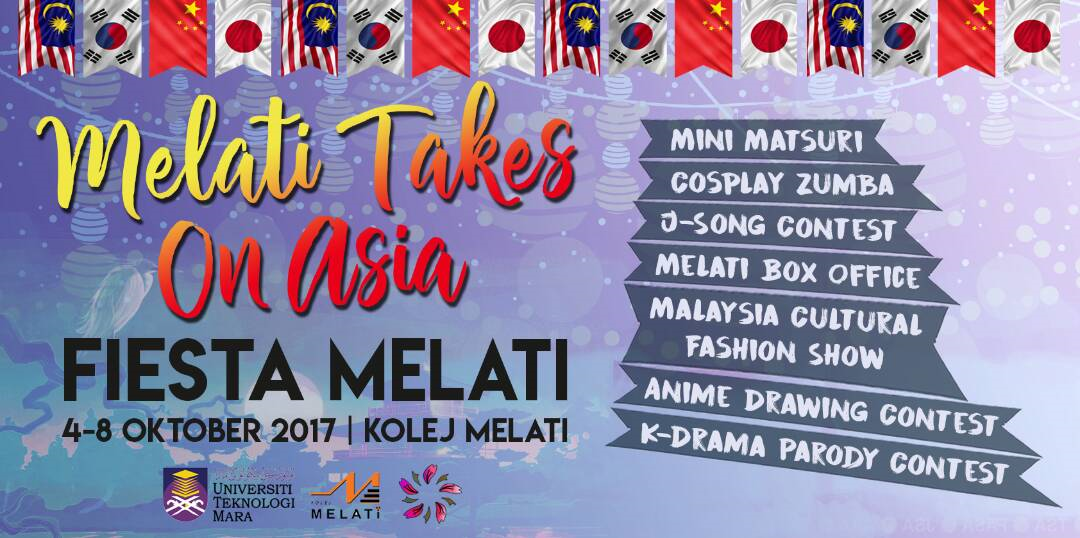 Melati Takes
On Asia
FIESTA MELATI
4-8 OKTOBER 2017 | KOLEJ MELATI
UNIVERSITI
TEKNOLOGI
MARA
KOLEJ
MELATI
MINI MATSURI
COSPLAY ZUMBA
J-SONG CONTEST
MELATI BOX OFFICE
MALAYSIA CULTURAL
FASHION SHOW
ANIME DRAWING CONTEST
K-DRAMA PARODY CONTEST